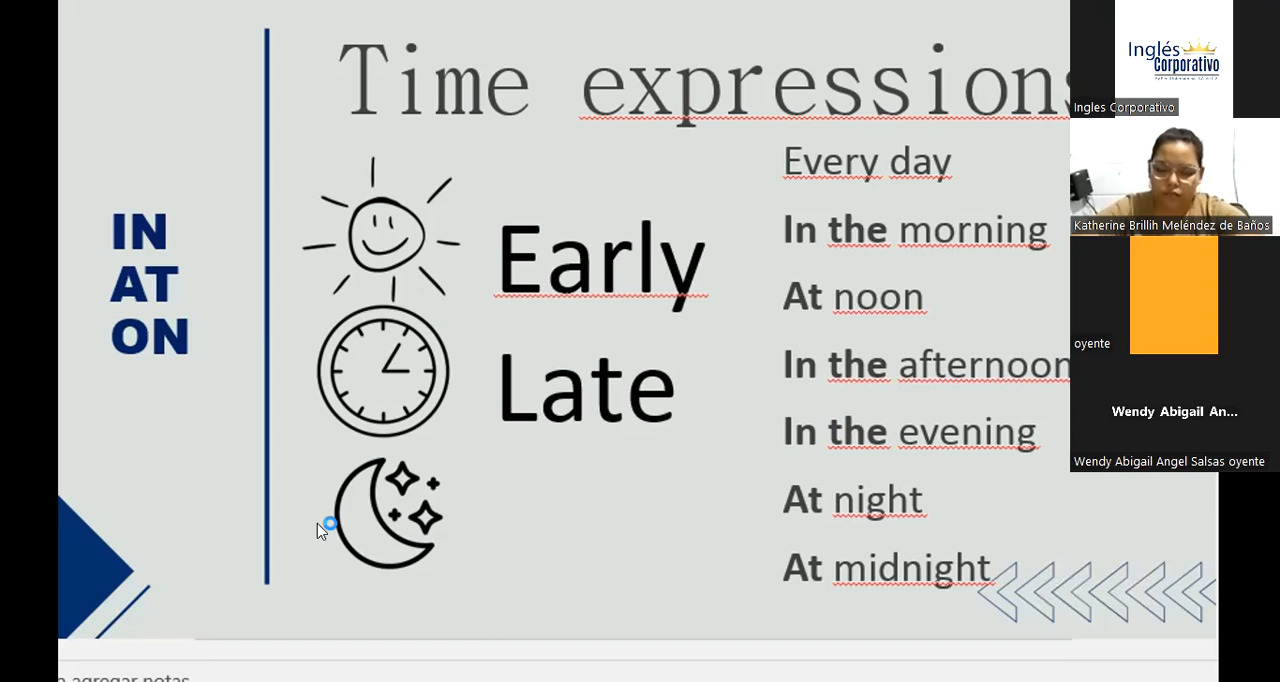 Time expressions
IN
AT
ON
Early
Late
Every day
In the morning
At noon
In the afternoon
In the evening
At night
At midnight
agregar notas
Inglés
Corporativo
Ingles Corporativo
Katherine Brillih Meléndez de Baños
oyente
Wendy Abigail An...
Wendy Abigail Angel Salsas oyente